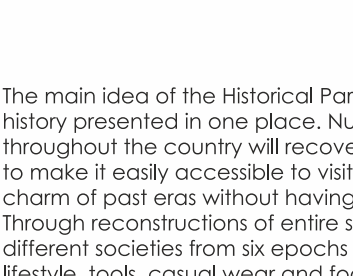 The main idea of the Historical Par
history presented in one place. Nu
throughout the country will recove
to make it easily accessible to visit
charm of past eras without having
Through reconstructions of entire s
different societies from six epochs
lifestyle, tools, casual wear and fo